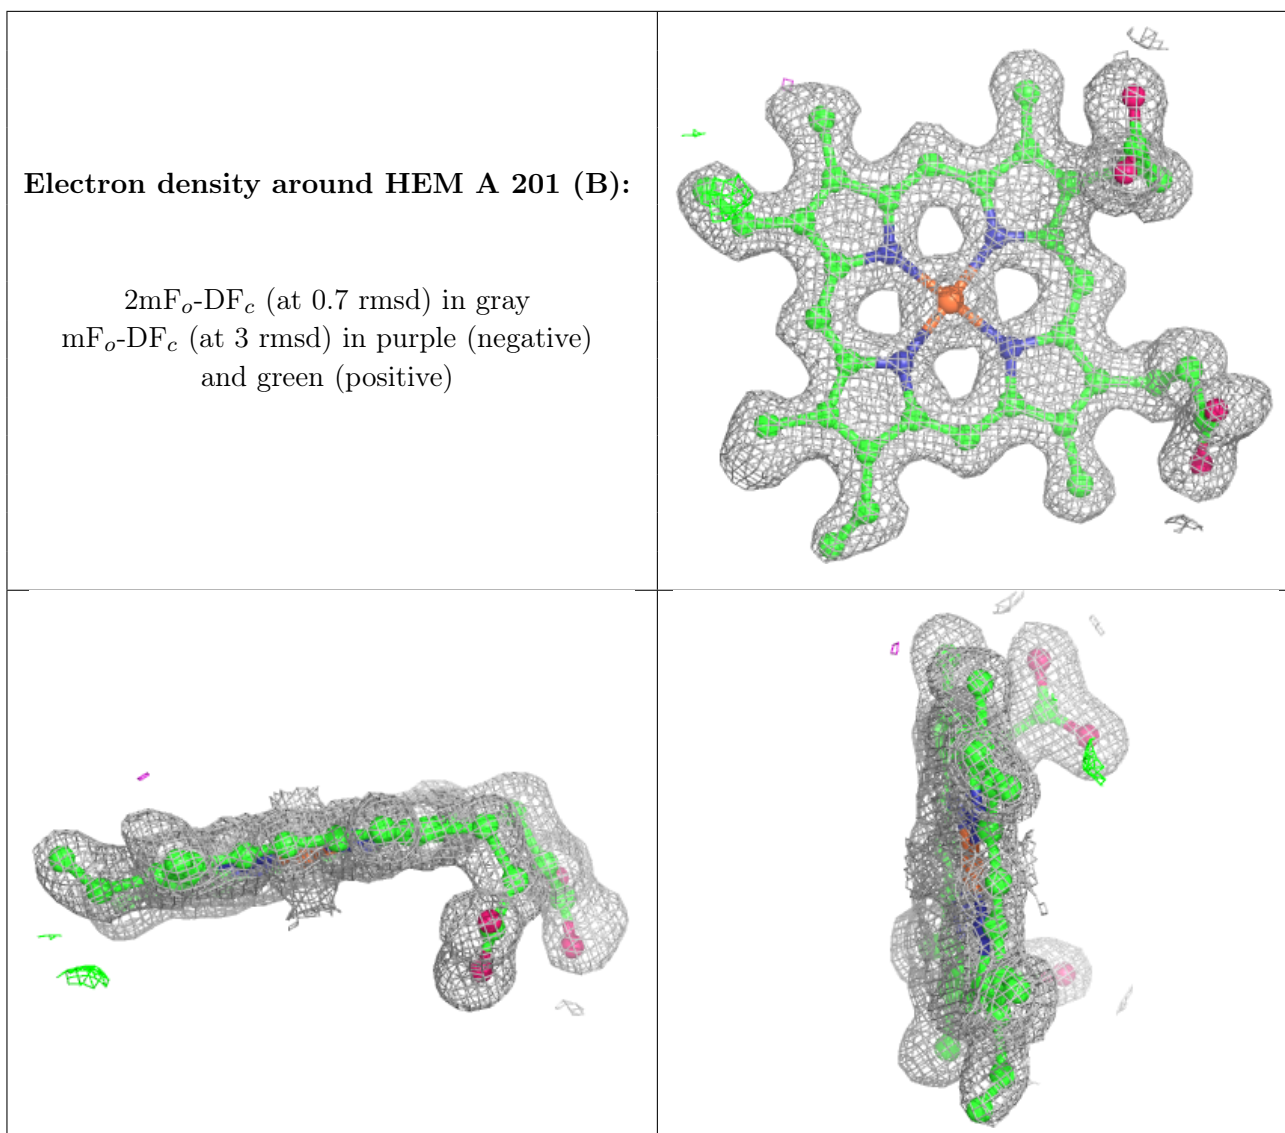 Electron density around HEM A 201 (B):
2mFo-DFc (at 0.7 rmsd) in gray
mFo-DFc (at 3 rmsd) in purple (negative)
and green (positive)